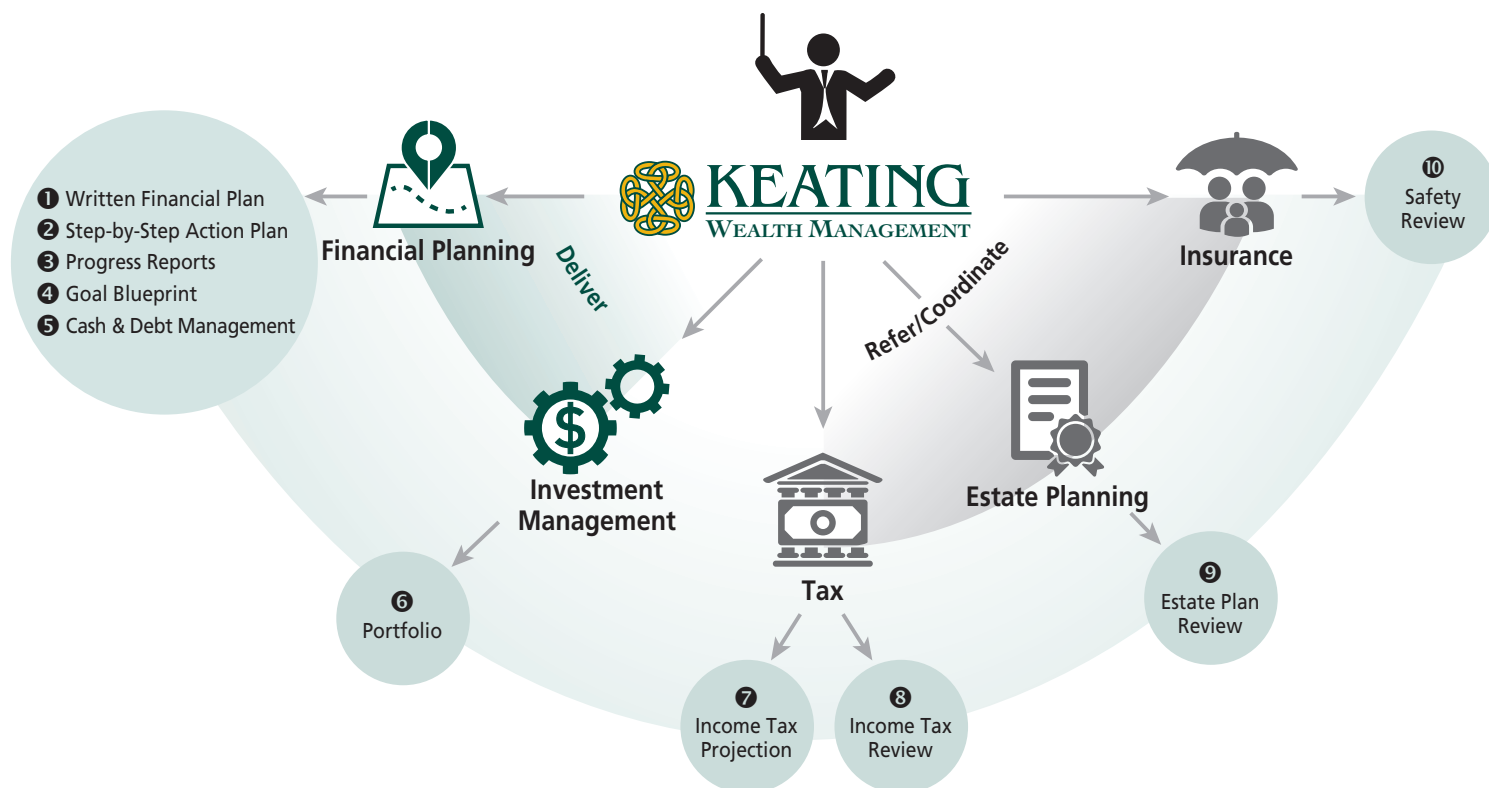 KEATING
WEALTH MANAGEMENT
❶ Written Financial Plan
❷ Step-by-Step Action Plan
❸ Progress Reports
❹ Goal Blueprint
❺ Cash & Debt Management
Financial Planning
Deliver
Refer/Coordinate
Insurance
❿
Safety
Review
$
Investment
Management
Estate Planning
Tax
❻
Portfolio
❼
Income Tax
Projection
❽
Income Tax
Review
❾
Estate Plan
Review